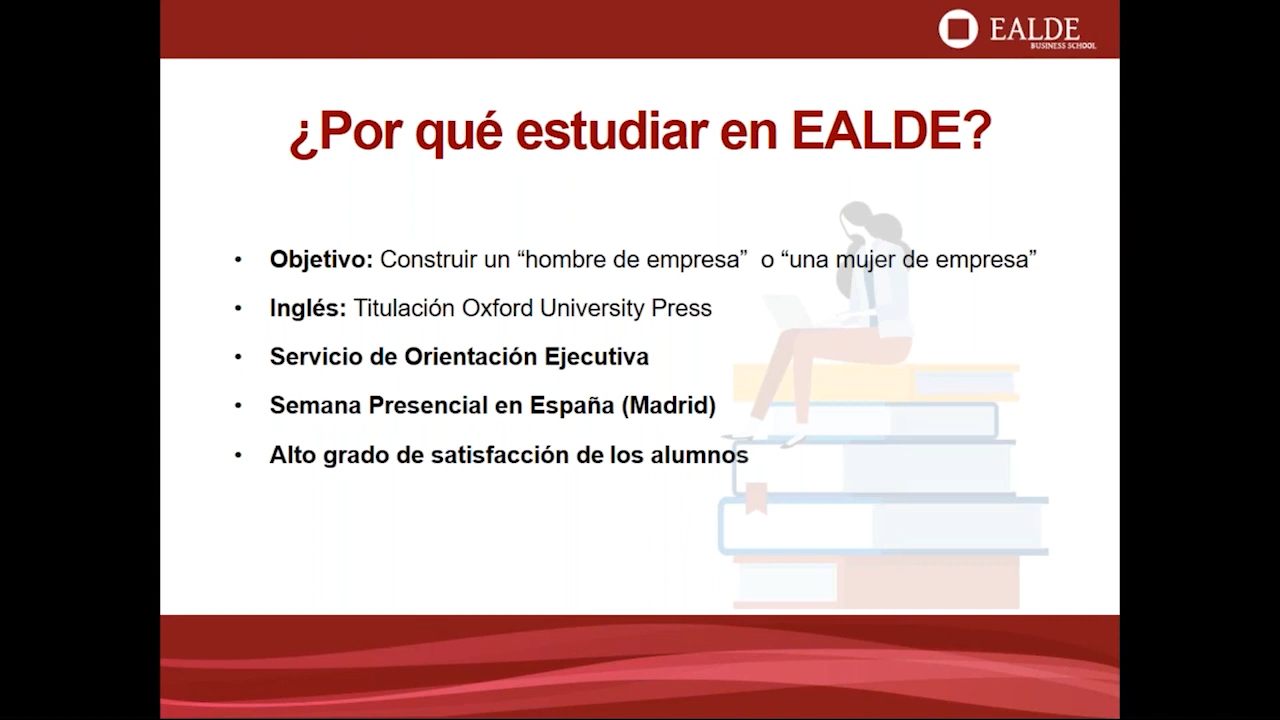 EALDE
BUSINESS SCHOOL
¿Por qué estudiar en EALDE?
• Objetivo: Construir un “hombre de empresa” o “una mujer de empresa”
• Inglés: Titulación Oxford University Press
• Servicio de Orientación Ejecutiva
• Semana Presencial en España (Madrid)
• Alto grado de satisfacción de los alumnos